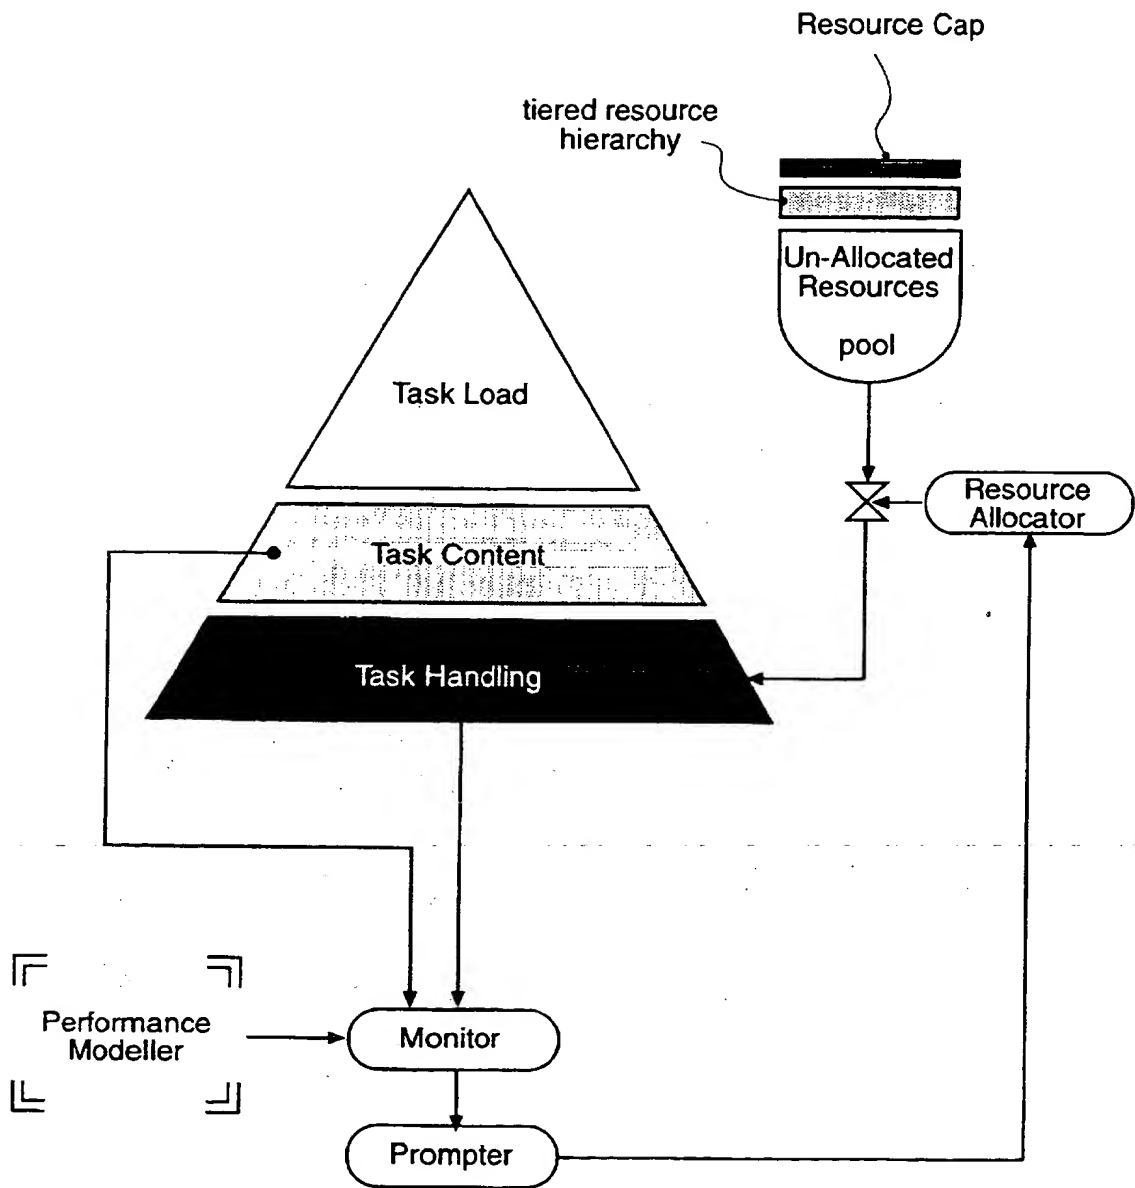 Resource Cap
tiered resource
hierarchy
Un-Allocated
Resources
pool
Task Load
Resource
Allocator
Task Content
Task Handling
Performance
Modeller
Monitor
Prompter